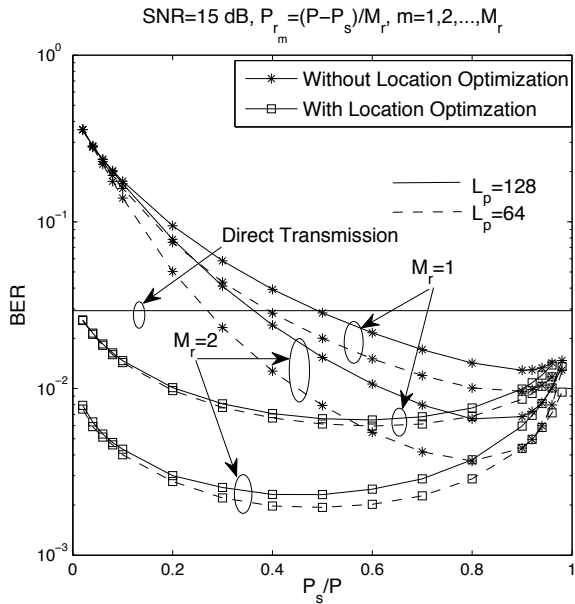 SNR=15 dB, P_{r_m}=(P−P_s)/M_r, m=1,2,...,M_r
Without Location Optimization
With Location Optimzation
L_p=128
L_p=64
Direct Transmission
M_r=1
M_r=2
M_r=2
BER
10^0
10^{-1}
10^{-2}
10^{-3}
0
0.2
0.4
0.6
0.8
1
P_s/P